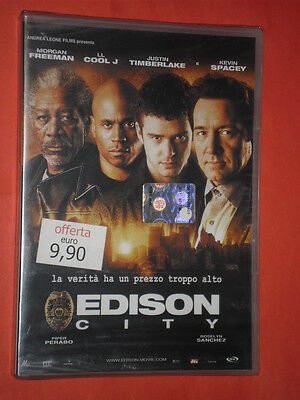 ANDREA LEONE FILMS presenta
MORGAN FREEMAN
LL COOL J
JUSTIN TIMBERLAKE
e
KEVIN SPACEY
offerta
euro
9,90
la verità ha un prezzo troppo alto
EDISON
CITY
PIPER PERABO
ROSELYN SANCHEZ
WWW.EDISON-MOVIE.COM
dts